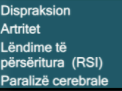 Dispraksion
Artritet
Lëndime të
përsëritura (RSI)
Paralizë cerebrale